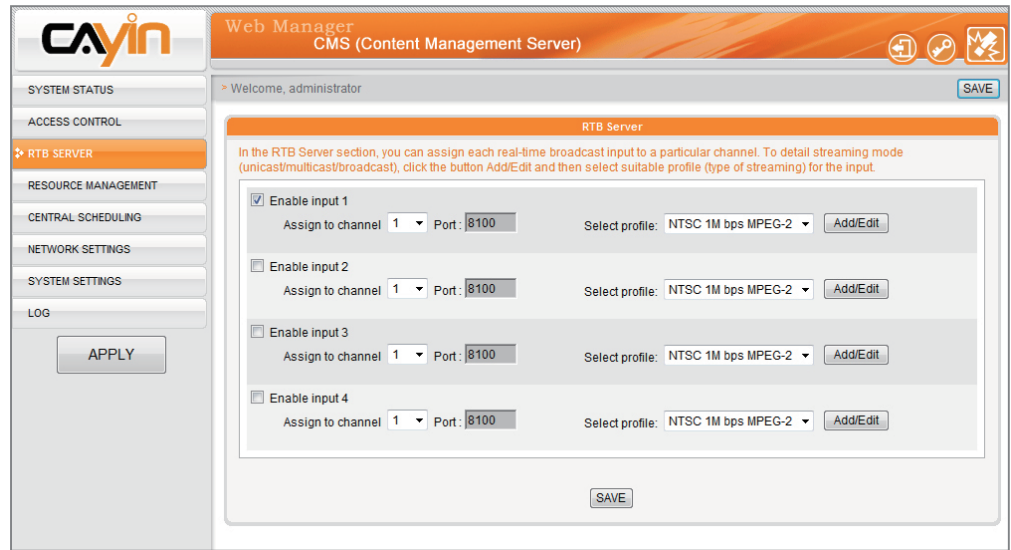 CAYIN
Web Manager
CMS (Content Management Server)
SYSTEM STATUS
ACCESS CONTROL
RTB SERVER
RESOURCE MANAGEMENT
CENTRAL SCHEDULING
NETWORK SETTINGS
SYSTEM SETTINGS
LOG
APPLY
> Welcome, administrator
SAVE
RTB Server
In the RTB Server section, you can assign each real-time broadcast input to a particular channel. To detail streaming mode
(unicast/multicast/broadcast), click the button Add/Edit and then select suitable profile (type of streaming) for the input.
Enable input 1
Assign to channel 1 Port : 8100 Select profile: NTSC 1M bps MPEG-2 Add/Edit
Enable input 2
Assign to channel 1 Port : 8100 Select profile: NTSC 1M bps MPEG-2 Add/Edit
Enable input 3
Assign to channel 1 Port : 8100 Select profile: NTSC 1M bps MPEG-2 Add/Edit
Enable input 4
Assign to channel 1 Port : 8100 Select profile: NTSC 1M bps MPEG-2 Add/Edit
SAVE